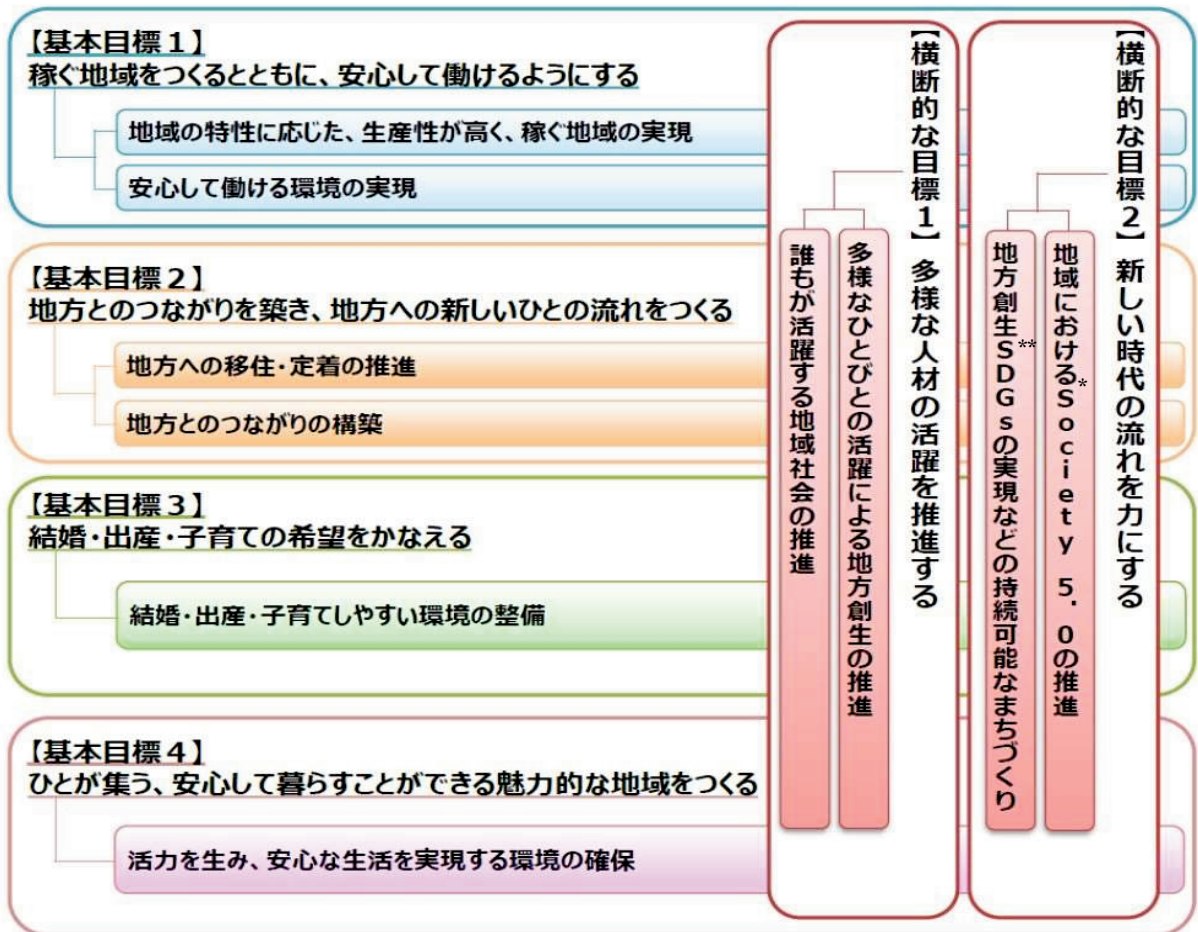 【基本目標１】
稼ぐ地域をつくるとともに、安心して働けるようにする
地域の特性に応じた、生産性が高く、稼ぐ地域の実現
安心して働ける環境の実現
【基本目標２】
地方とのつながりを築き、地方への新しいひとの流れをつくる
地方への移住・定着の推進
地方とのつながりの構築
【基本目標３】
結婚・出産・子育ての希望をかなえる
結婚・出産・子育てしやすい環境の整備
【基本目標４】
ひとが集う、安心して暮らすことができる魅力的な地域をつくる
活力を生み、安心な生活を実現する環境の確保
【横断的な目標１】多様な人材の活躍を推進する
多様なひとびとの活躍による地方創生の推進
誰もが活躍する地域社会の推進
【横断的な目標２】新しい時代の流れを力にする
地域におけるSociety* 5.0の推進
地方創生SDGs**の実現などの持続可能なまちづくり